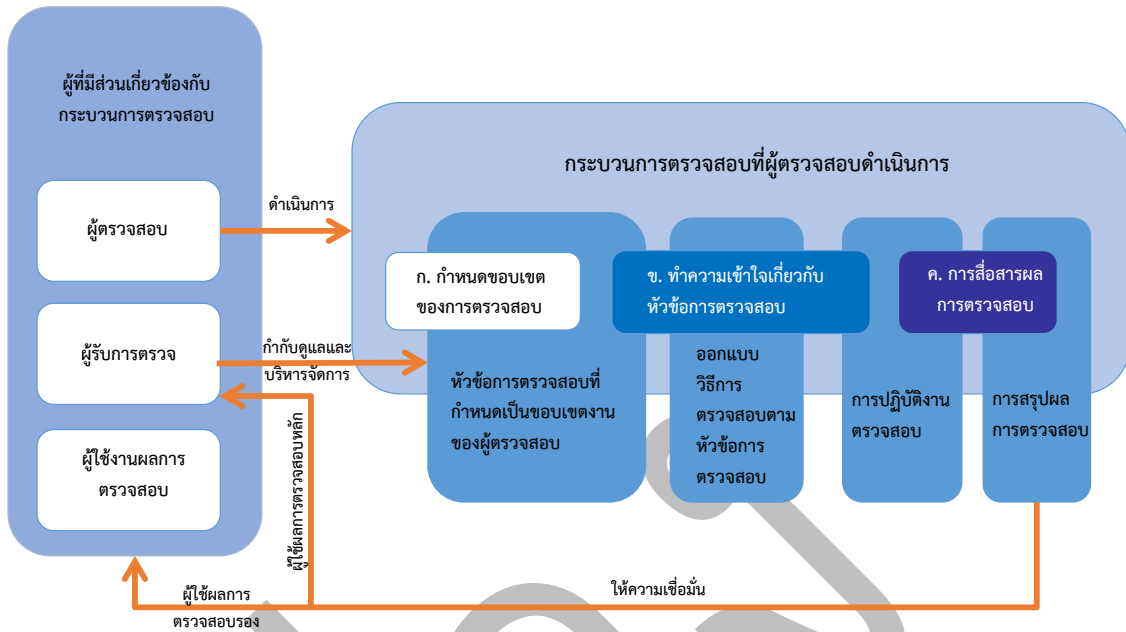 ผู้ที่มีส่วนเกี่ยวข้องกับ
กระบวนการตรวจสอบ
ผู้ตรวจสอบ
ผู้รับการตรวจ
ผู้ใช้งานผลการ
ตรวจสอบ
ดำเนินการ
กำกับดูแลและ
บริหารจัดการ
กระบวนการตรวจสอบที่ผู้ตรวจสอบดำเนินการ
ก. กำหนดขอบเขต
ของการตรวจสอบ
หัวข้อการตรวจสอบที่
กำหนดเป็นขอบเขตงาน
ของผู้ตรวจสอบ
ข. ทำความเข้าใจเกี่ยวกับ
หัวข้อการตรวจสอบ
ออกแบบ
วิธีการ
ตรวจสอบตาม
หัวข้อการ
ตรวจสอบ
การปฏิบัติงาน
ตรวจสอบ
ค. การสื่อสารผล
การตรวจสอบ
การสรุปผล
การตรวจสอบ
ผู้ใช้ผลการตรวจสอบหลัก
ผู้ใช้ผลการ
ตรวจสอบรอง
ให้ความเชื่อมั่น